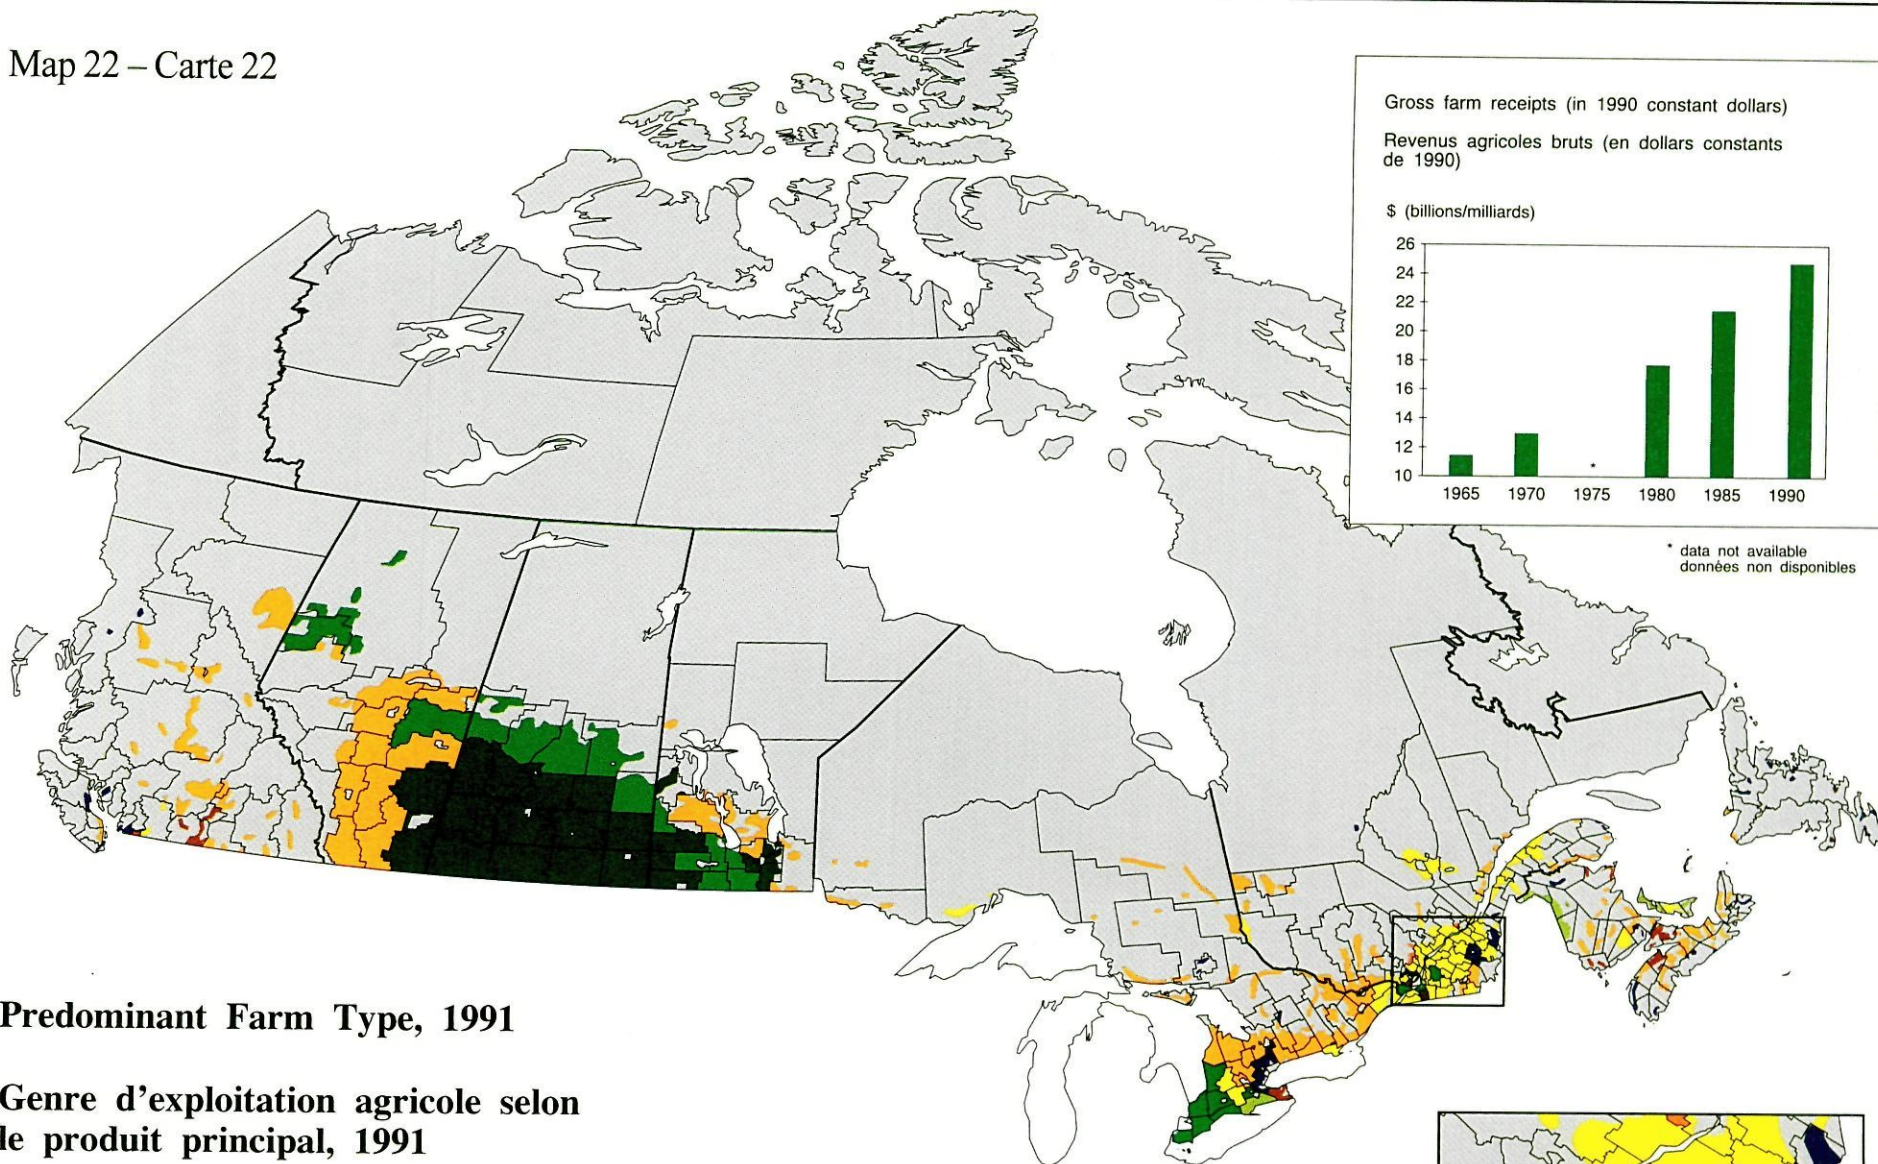 Map 22 – Carte 22
Gross farm receipts (in 1990 constant dollars)
Revenus agricoles bruts (en dollars constants
de 1990)
$ (billions/milliards)
26
24
22
20
18
16
14
12
10
1965 1970 1975 1980 1985 1990
*
* data not available
données non disponibles
Predominant Farm Type, 1991
Genre d'exploitation agricole selon
le produit principal, 1991